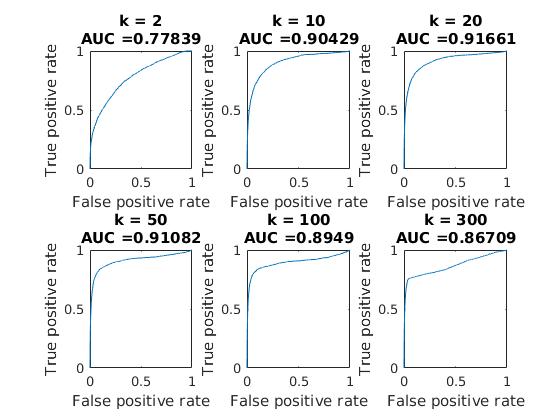 k = 2
AUC =0.77839
True positive rate
1
0.5
0
0 0.5 1
False positive rate
k = 10
AUC =0.90429
True positive rate
1
0.5
0
0 0.5 1
False positive rate
k = 20
AUC =0.91661
True positive rate
1
0.5
0
0 0.5 1
False positive rate
k = 50
AUC =0.91082
True positive rate
1
0.5
0
0 0.5 1
False positive rate
k = 100
AUC =0.8949
True positive rate
1
0.5
0
0 0.5 1
False positive rate
k = 300
AUC =0.86709
True positive rate
1
0.5
0
0 0.5 1
False positive rate